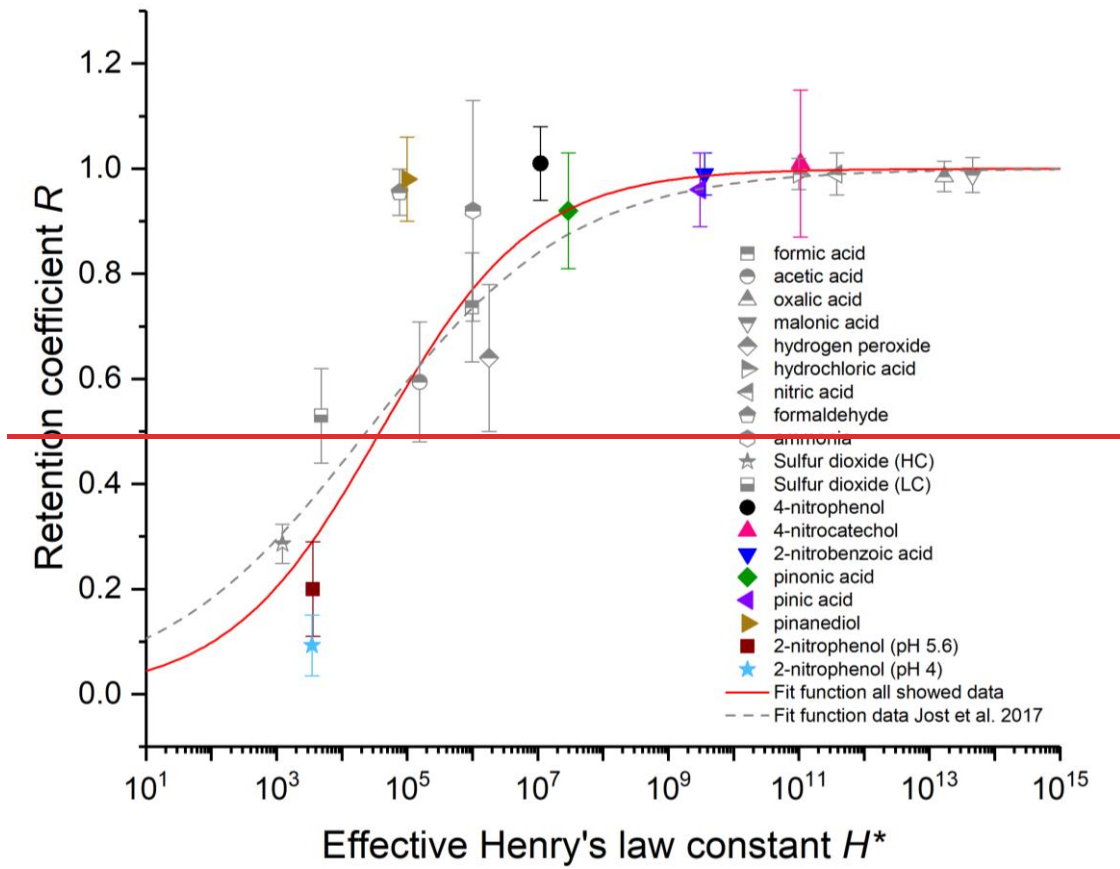 Retention coefficient R
1.2
1.0
0.8
0.6
0.4
0.2
0.0
formic acid
acetic acid
oxalic acid
malonic acid
hydrogen peroxide
hydrochloric acid
nitric acid
formaldehyde
ammonia
Sulfur dioxide (HC)
Sulfur dioxide (LC)
4-nitrophenol
4-nitrocatechol
2-nitrobenzoic acid
pinonic acid
pinic acid
pinanediol
2-nitrophenol (pH 5.6)
2-nitrophenol (pH 4)
Fit function all showed data
Fit function data Jost et al. 2017
10¹ 10³ 10⁵ 10⁷ 10⁹ 10¹¹ 10¹³ 10¹⁵
Effective Henry's law constant H*